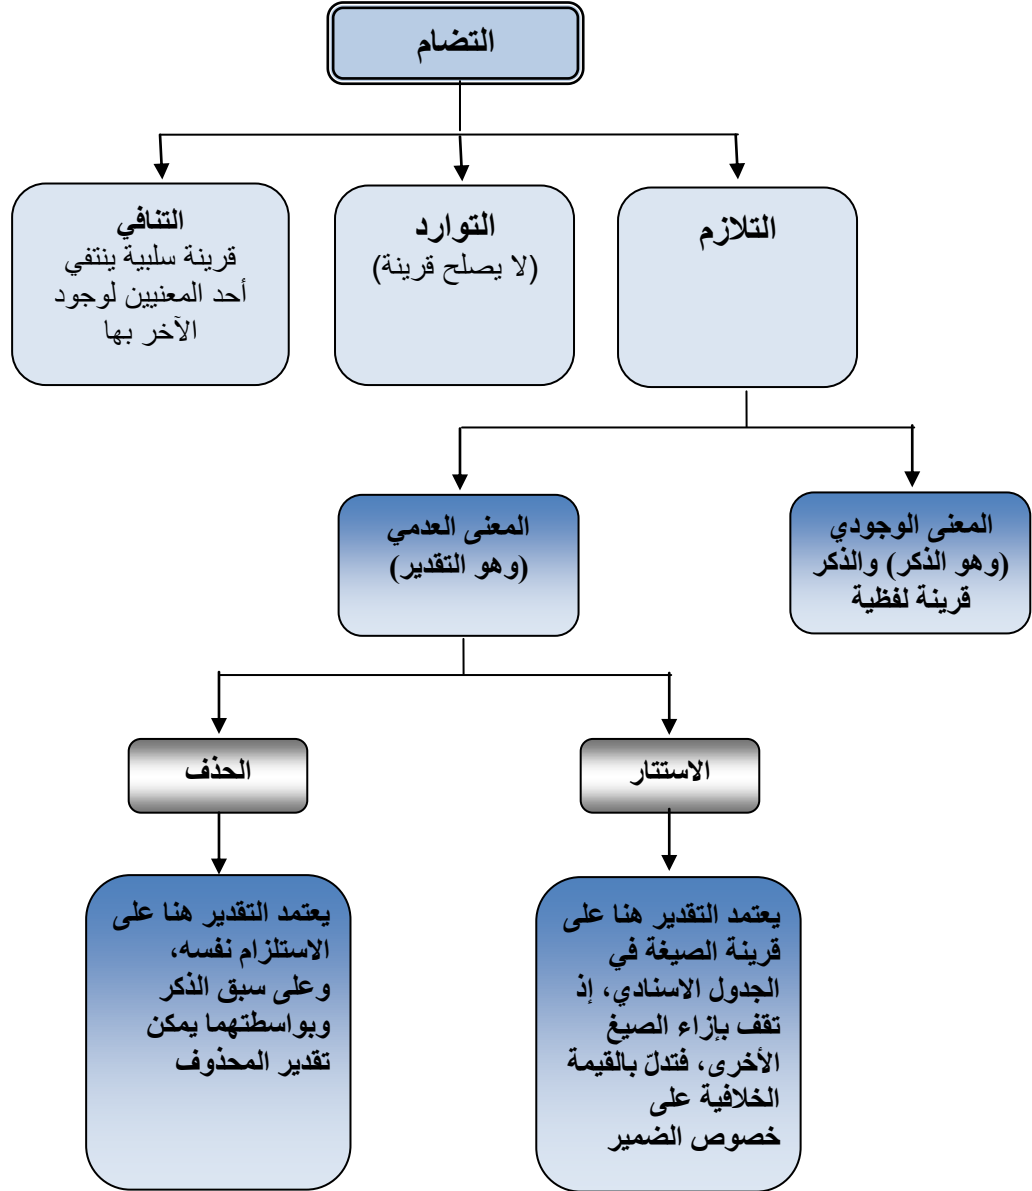 التضام
التلازم
التوارد
(لا يصلح قرينة)
التنافي
قرينة سلبية ينتفي
أحد المعنيين لوجود
الآخر بها
المعنى الوجودي
(وهو الذكر) والذكر
قرينة لفظية
المعنى العدمي
(وهو التقدير)
الاستتار
الحذف
يعتمد التقدير هنا على
قرينة الصيغة في
الجدول الاسنادي، إذ
تقف بإزاء الصيغ
الأخرى، فتدلّ بالقيمة
الخلافية على
خصوص الضمير
يعتمد التقدير هنا على
الاستلزام نفسه،
وعلى سبق الذكر
وبواسطتهما يمكن
تقدير المحذوف